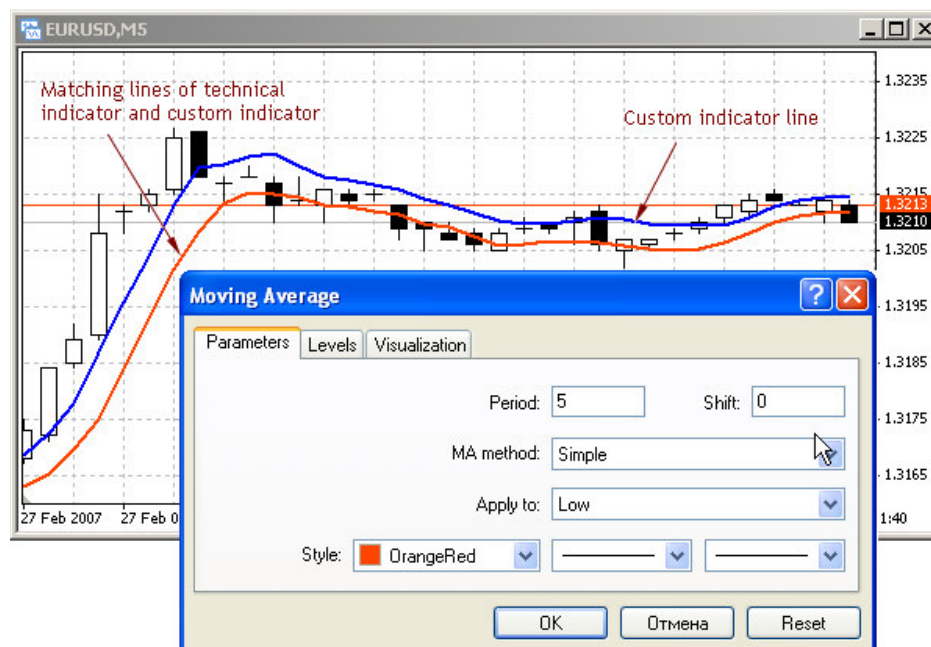 EURUSD,M5
Matching lines of technical
indicator and custom indicator
Custom indicator line
1.3235
1.3225
1.3215
1.3213
1.3210
1.3205
1.3195
1.3185
1.3175
1.3165
27 Feb 2007 27 Feb 0
1:40
Moving Average
Parameters Levels Visualization
Period: 5 Shift: 0
MA method: Simple
Apply to: Low
Style: OrangeRed
OK Отмена Reset